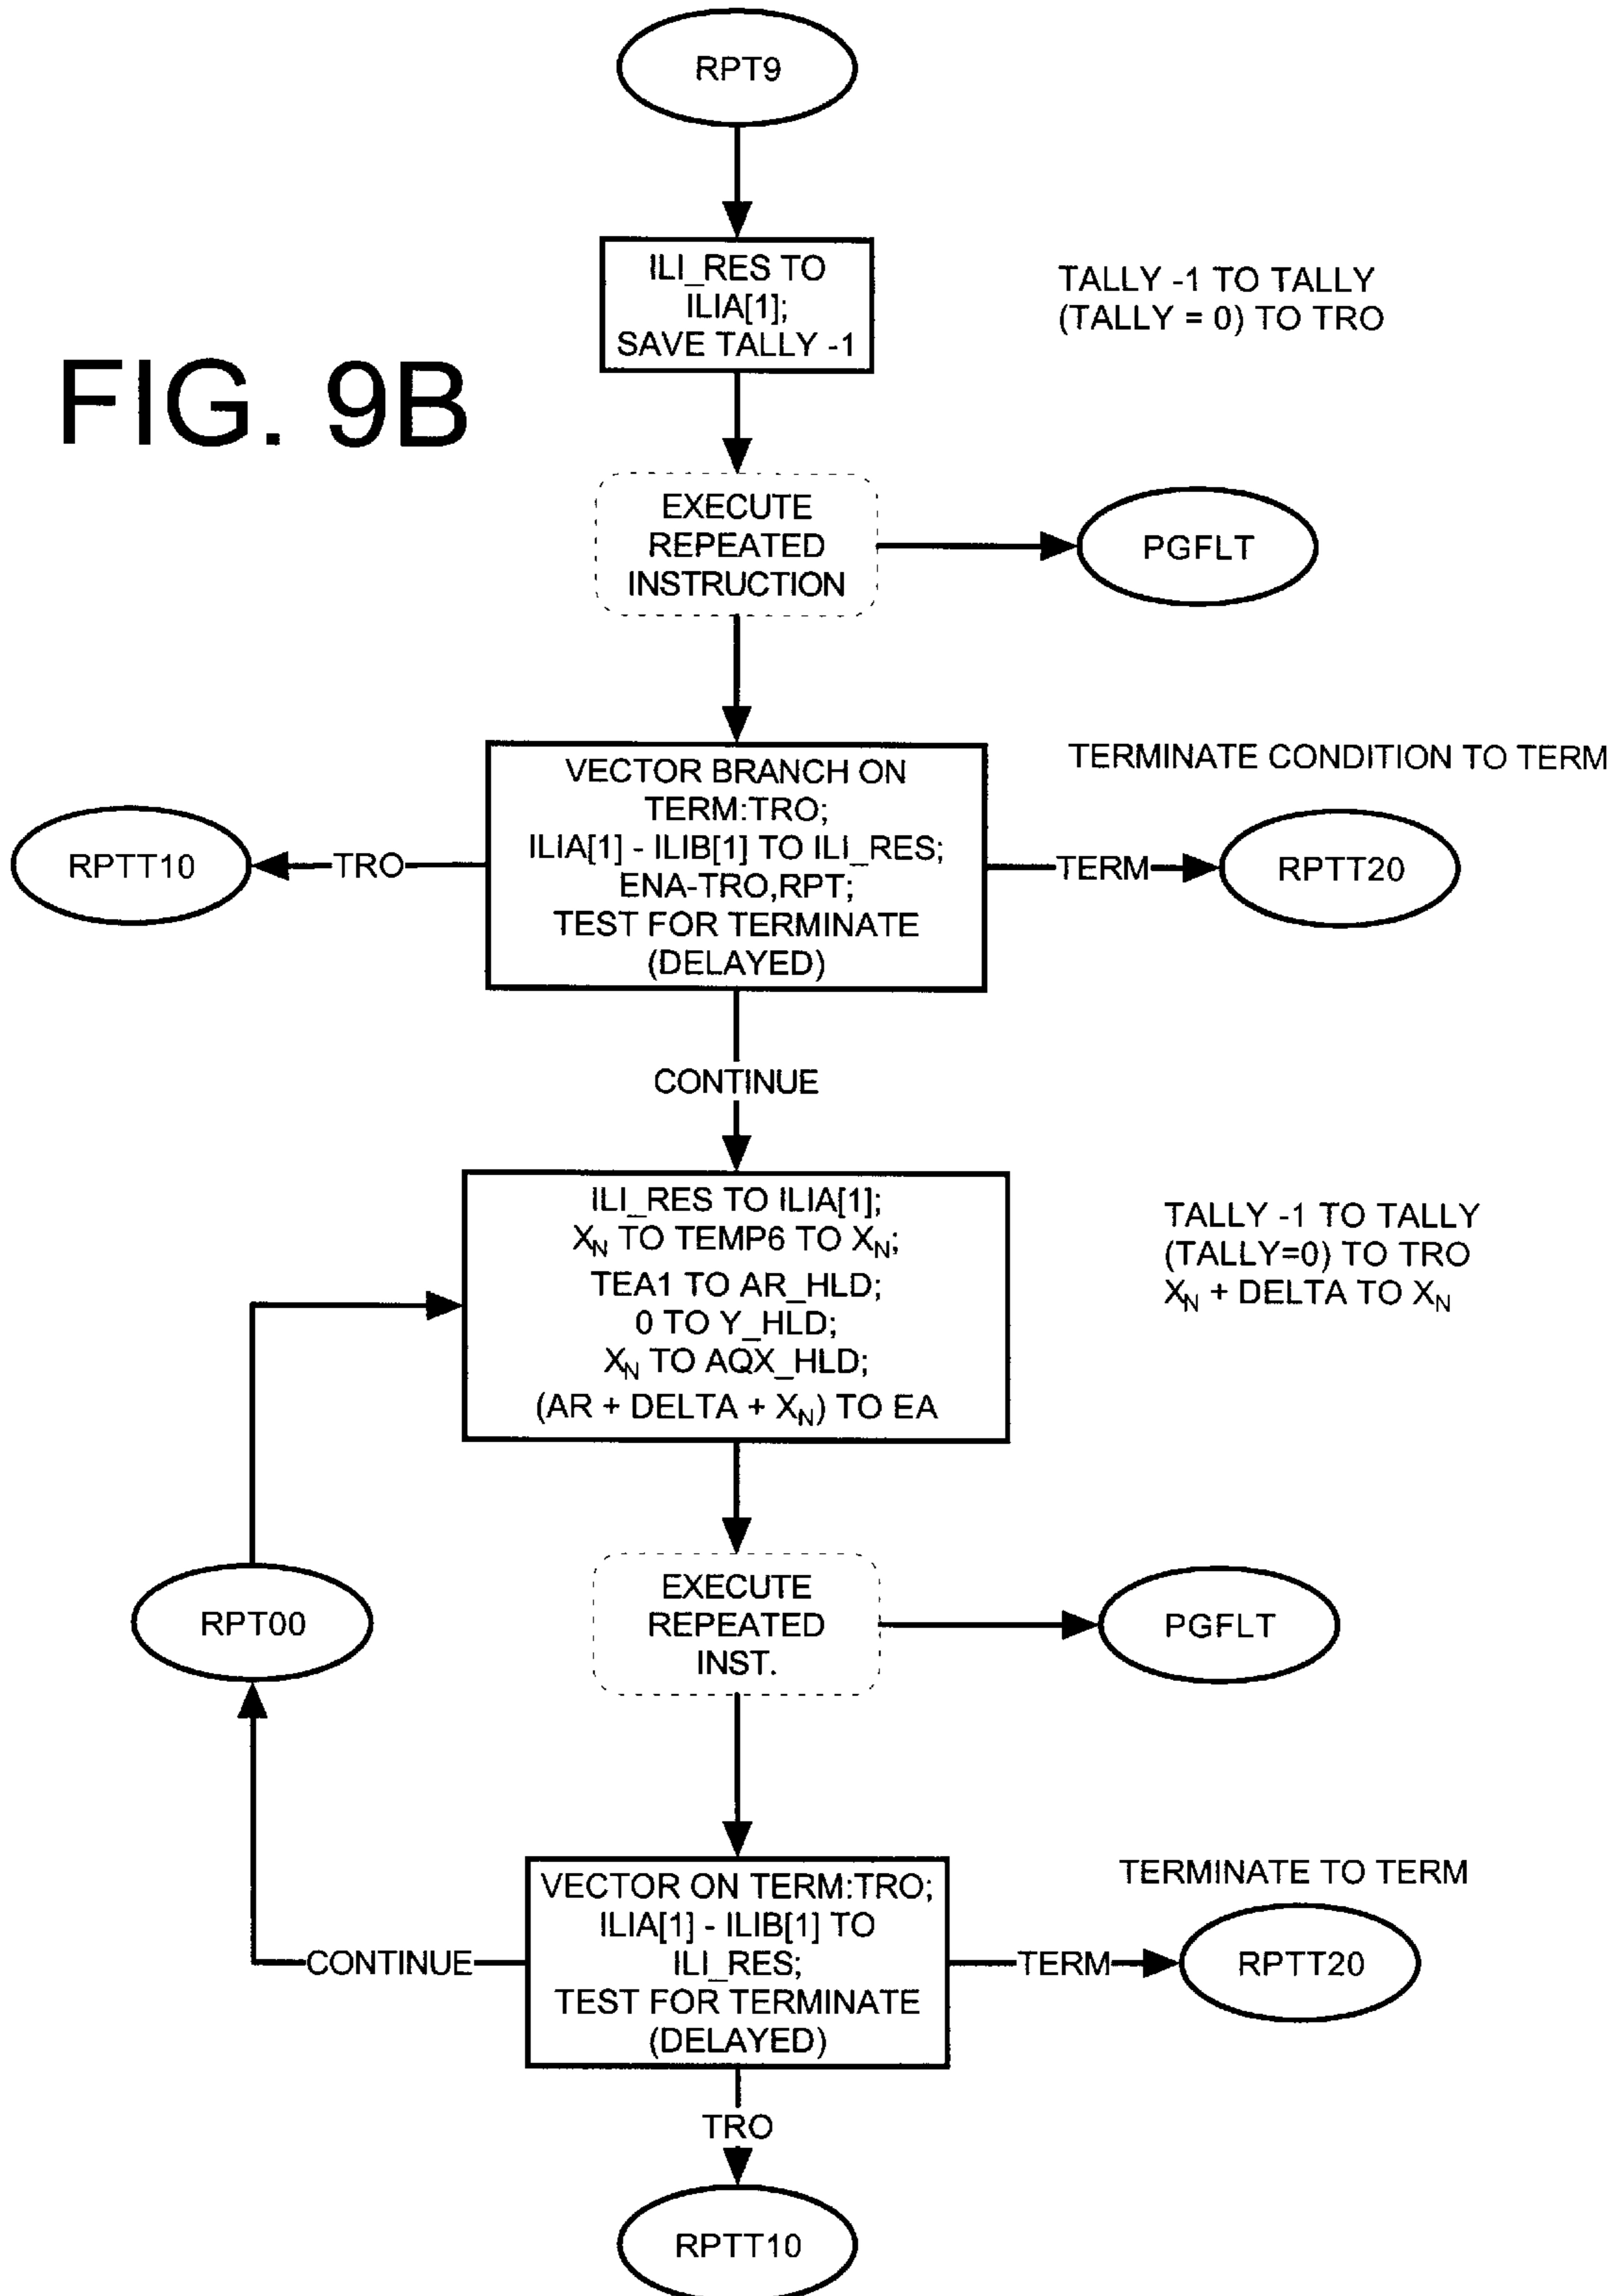 RPT9
ILI_RES TO
ILIA[1];
SAVE TALLY -1
TALLY -1 TO TALLY
(TALLY = 0) TO TRO
FIG. 9B
EXECUTE
REPEATED
INSTRUCTION
PGFLT
VECTOR BRANCH ON
TERM:TRO;
ILIA[1] - ILIB[1] TO ILI_RES;
ENA-TRO,RPT;
TEST FOR TERMINATE
(DELAYED)
TERMINATE CONDITION TO TERM
RPTT10
TRO
TERM
RPTT20
CONTINUE
ILI_RES TO ILIA[1];
XN TO TEMP6 TO XN;
TEA1 TO AR_HLD;
0 TO Y_HLD;
XN TO AQX_HLD;
(AR + DELTA + XN) TO EA
TALLY -1 TO TALLY
(TALLY=0) TO TRO
XN + DELTA TO XN
RPT00
EXECUTE
REPEATED
INST.
PGFLT
VECTOR ON TERM:TRO;
ILIA[1] - ILIB[1] TO
ILI_RES;
TEST FOR TERMINATE
(DELAYED)
TERMINATE TO TERM
CONTINUE
TERM
RPTT20
TRO
RPTT10